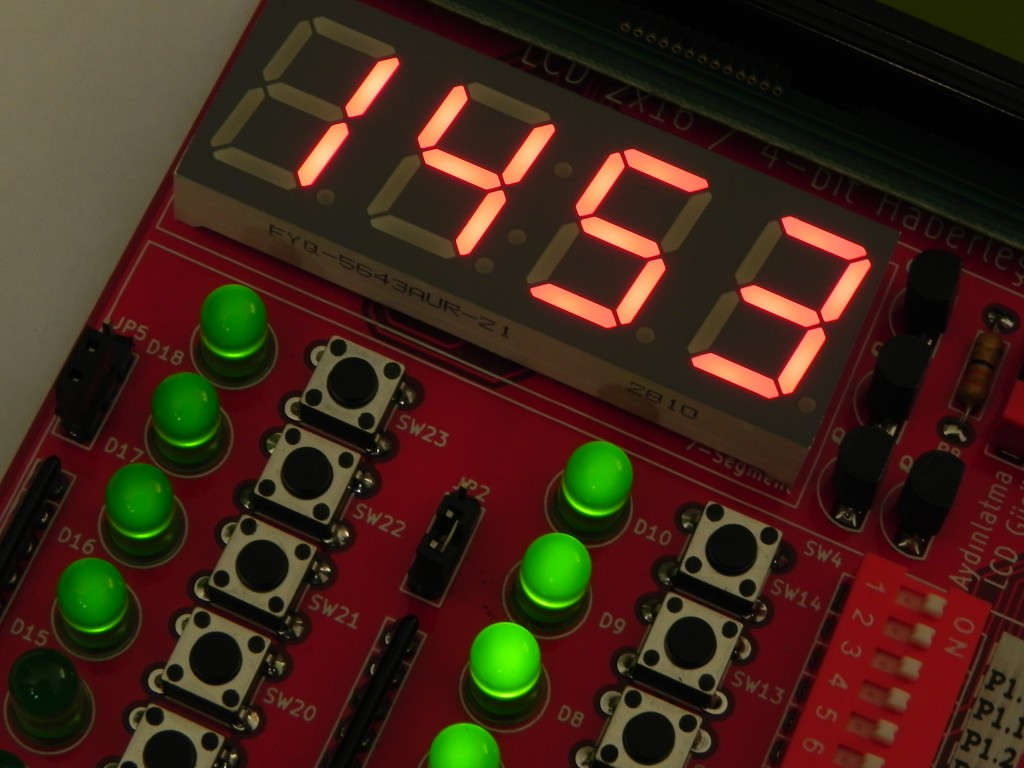 LCD 2x16 / 4-bit Haberleş
1453
FYQ-5643AUR-21
2810
7-Segment
JP5
D18
SW23
D17
SW22
JP2
D16
SW21
D10
SW4
SW14
D15
SW20
D9
SW13
D8
Aydınlatma
LCD
ON
1
2
3
4
5
6
P1.
P1.
P1.2